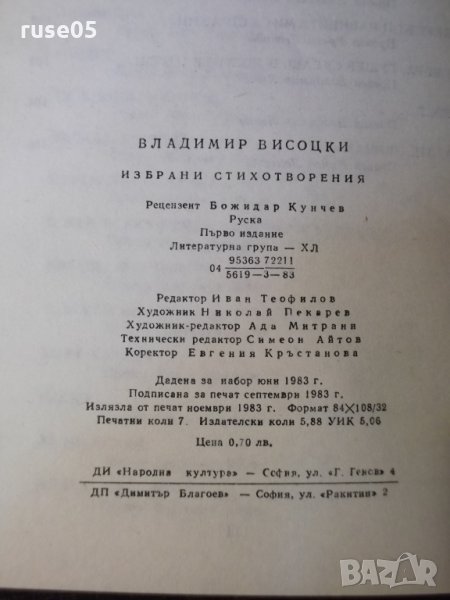 ruse05
ВЛАДИМИР ВИСОЦКИ
ИЗБРАНИ СТИХОТВОРЕНИЯ
Рецензент Божидар Кунчев
Руска
Първо издание
Литературна група — ХЛ
04 95363 72211
5619—3—83
Редактор Иван Теофилов
Художник Николай Пекарев
Художник-редактор Ада Митрани
Технически редактор Симеон Айтов
Коректор Евгения Кръстанова
Дадена за набор юни 1983 г.
Подписана за печат септември 1983 г.
Излязла от печат ноември 1983 г. Формат 84×108/32
Печатни коли 7. Издателски коли 5,88 УИК 5,06
Цена 0,70 лв.
ДИ «Народна култура» — София, ул. «Г. Генов» 4
ДП «Димитър Благоев» — София, ул. «Ракитин» 2
BAZAR